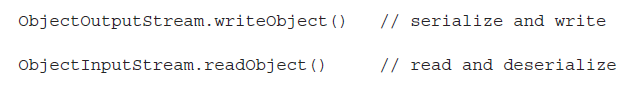 ObjectOutputStream.writeObject()   // serialize and write
ObjectInputStream.readObject()     // read and deserialize